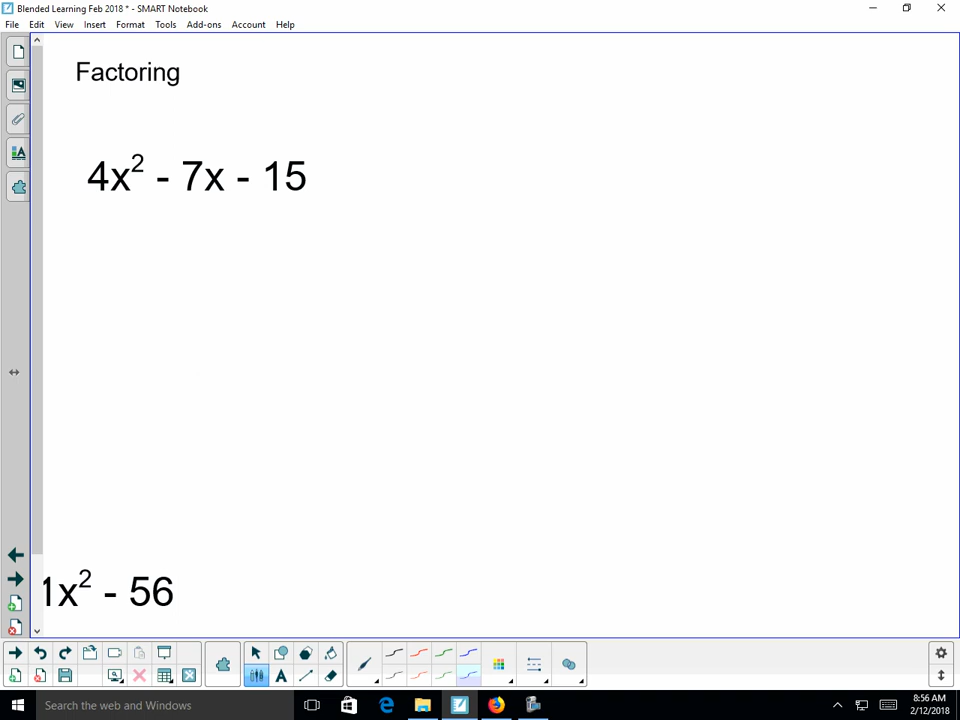 Blended Learning Feb 2018 * - SMART Notebook
File Edit View Insert Format Tools Add-ons Account Help
Factoring
4x² - 7x - 15
1x² - 56
Search the web and Windows
8:56 AM
2/12/2018